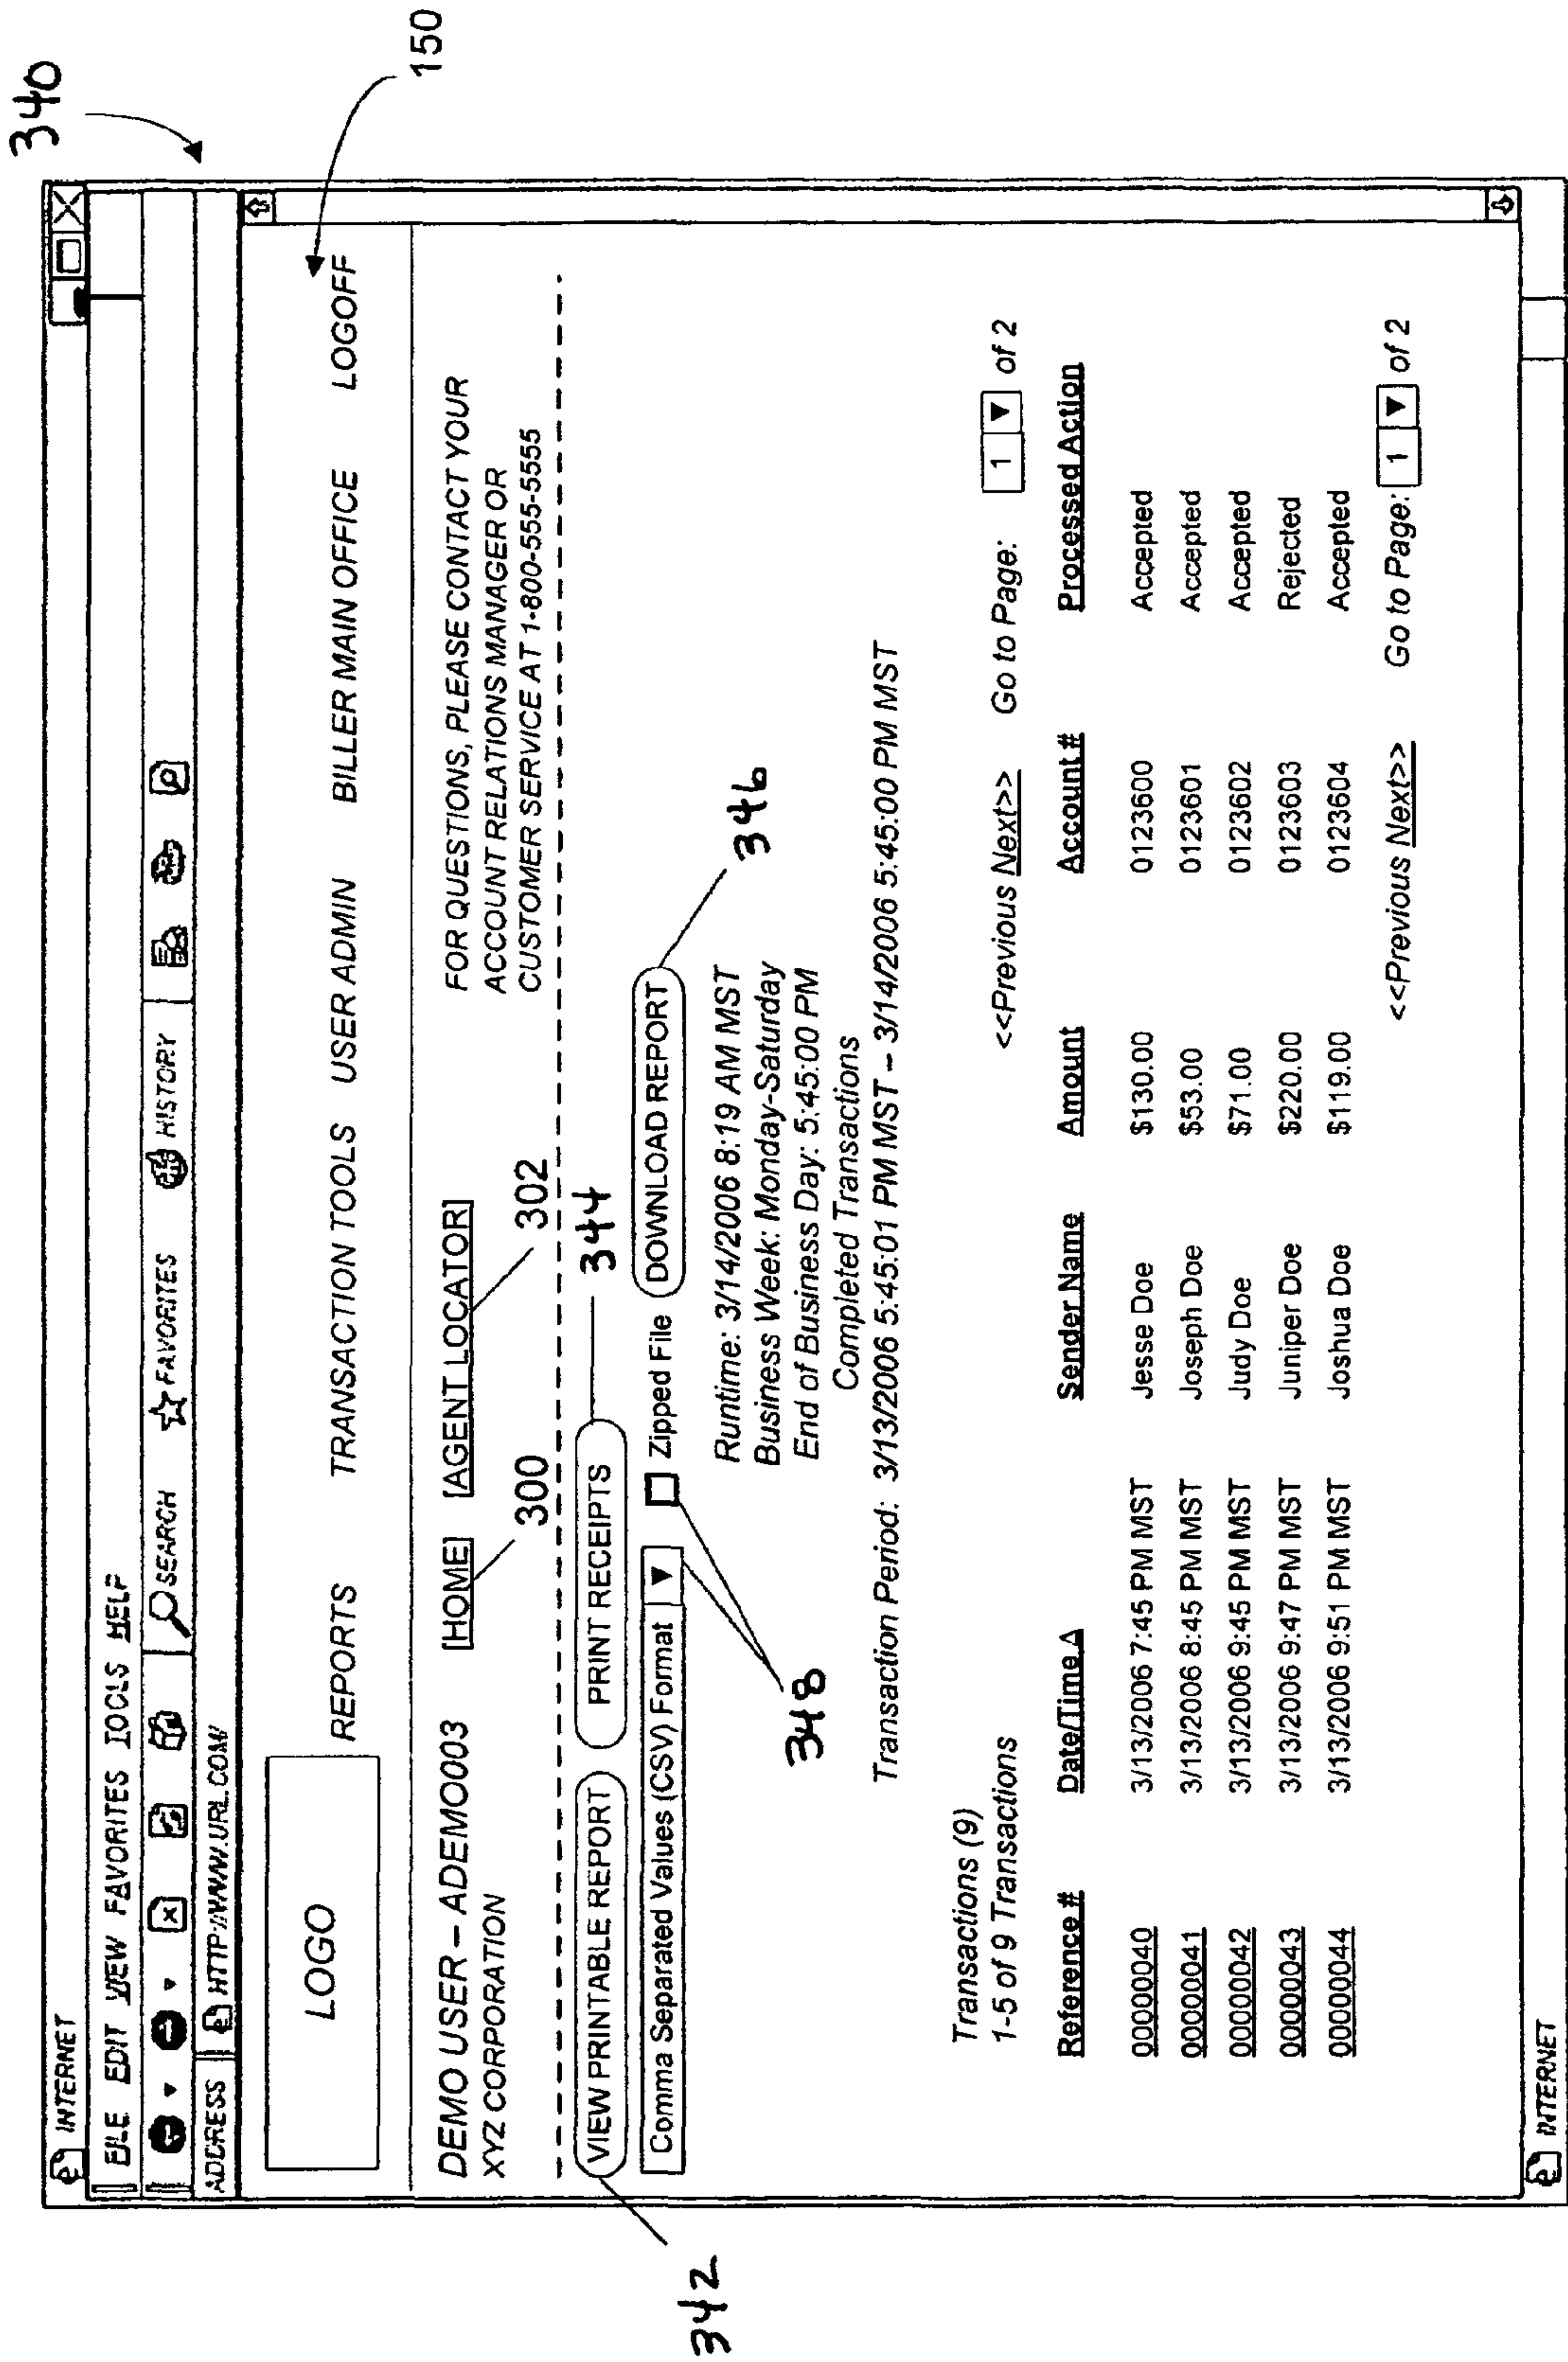 340
INTERNET
FILE EDIT VIEW FAVORITES TOOLS HELP
SEARCH FAVORITES HISTORY
ADDRESS HTTP://WWW.URL.COM/
150
LOGO
REPORTS TRANSACTION TOOLS USER ADMIN BILLER MAIN OFFICE LOGOFF
DEMO USER – ADEMO003 [HOME] [AGENT LOCATOR]
XYZ CORPORATION
FOR QUESTIONS, PLEASE CONTACT YOUR
ACCOUNT RELATIONS MANAGER OR
CUSTOMER SERVICE AT 1-800-555-5555
300 302
342
VIEW PRINTABLE REPORT PRINT RECEIPTS 344
Comma Separated Values (CSV) Format ▼ Zipped File DOWNLOAD REPORT
346
348
Runtime: 3/14/2006 8:19 AM MST
Business Week: Monday-Saturday
End of Business Day: 5:45:00 PM
Completed Transactions
Transaction Period: 3/13/2006 5:45:01 PM MST – 3/14/2006 5:45:00 PM MST
Transactions (9)
1-5 of 9 Transactions
<<Previous Next>> Go to Page: 1 ▼ of 2
Reference # Date/Time Δ Sender Name Amount Account # Processed Action
00000040 3/13/2006 7:45 PM MST Jesse Doe $130.00 0123600 Accepted
00000041 3/13/2006 8:45 PM MST Joseph Doe $53.00 0123601 Accepted
00000042 3/13/2006 9:45 PM MST Judy Doe $71.00 0123602 Accepted
00000043 3/13/2006 9:47 PM MST Juniper Doe $220.00 0123603 Rejected
00000044 3/13/2006 9:51 PM MST Joshua Doe $119.00 0123604 Accepted
<<Previous Next>> Go to Page: 1 ▼ of 2
INTERNET